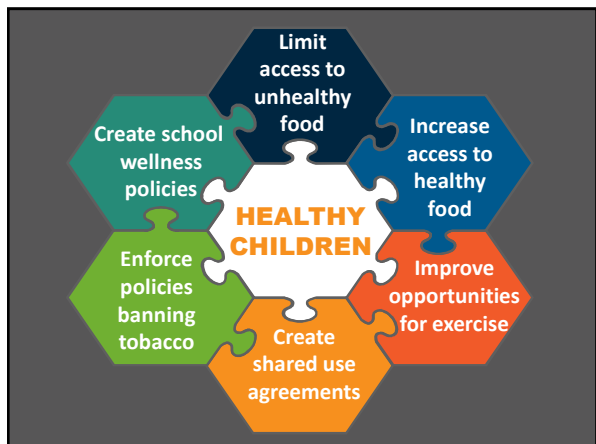 Limit
access to
unhealthy
food
Increase
access to
healthy
food
Improve
opportunities
for exercise
Create
shared use
agreements
Enforce
policies
banning
tobacco
Create school
wellness
policies
HEALTHY
CHILDREN